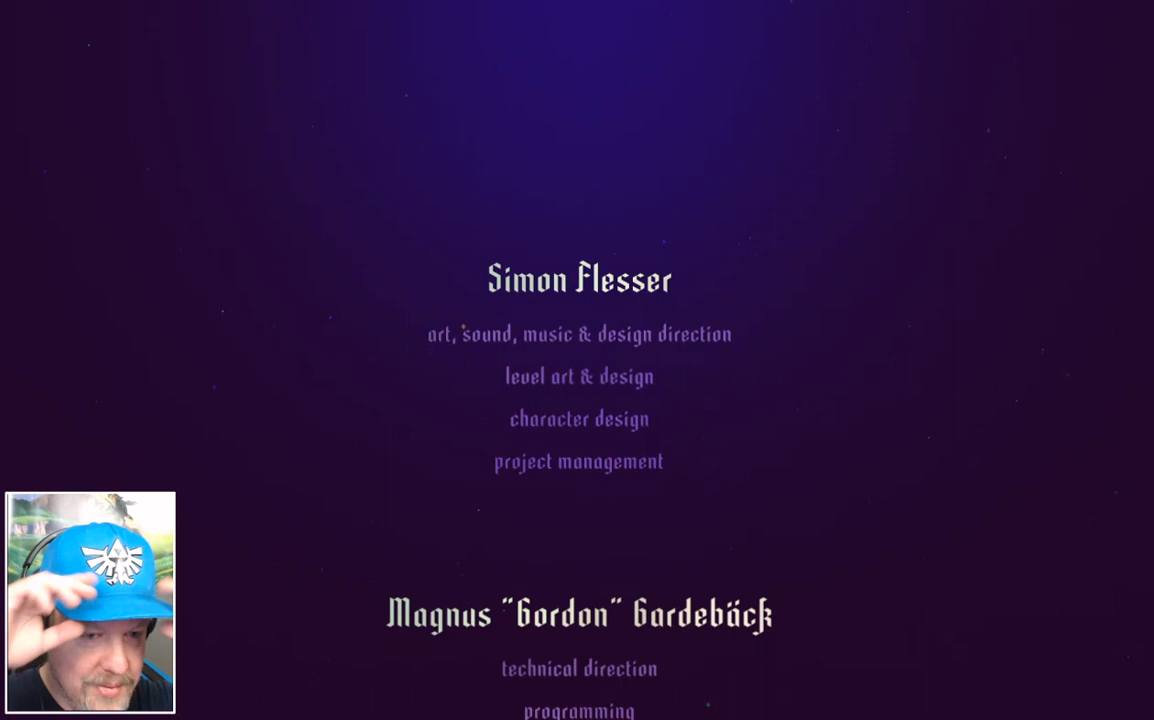 Simon Flesser
art, sound, music & design direction
level art & design
character design
project management
Magnus "Gordon" Gardebäck
technical direction
programming